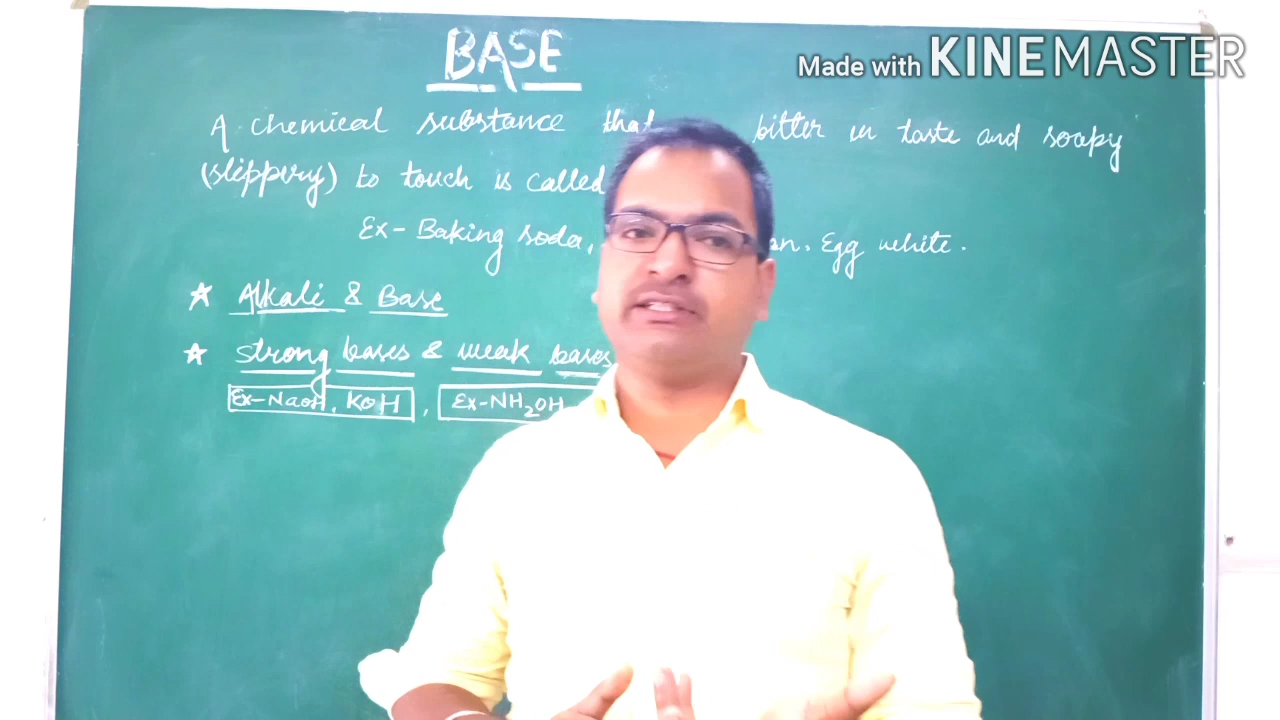 BASE
Made with KINEMASTER
A chemical substance that bitter in taste and soapy
(slippery) to touch is called
Ex- Baking soda, Egg white.
★ Alkali & Base
★ strong bases & weak bases
Ex-NaOH, KOH, Ex-NH2OH